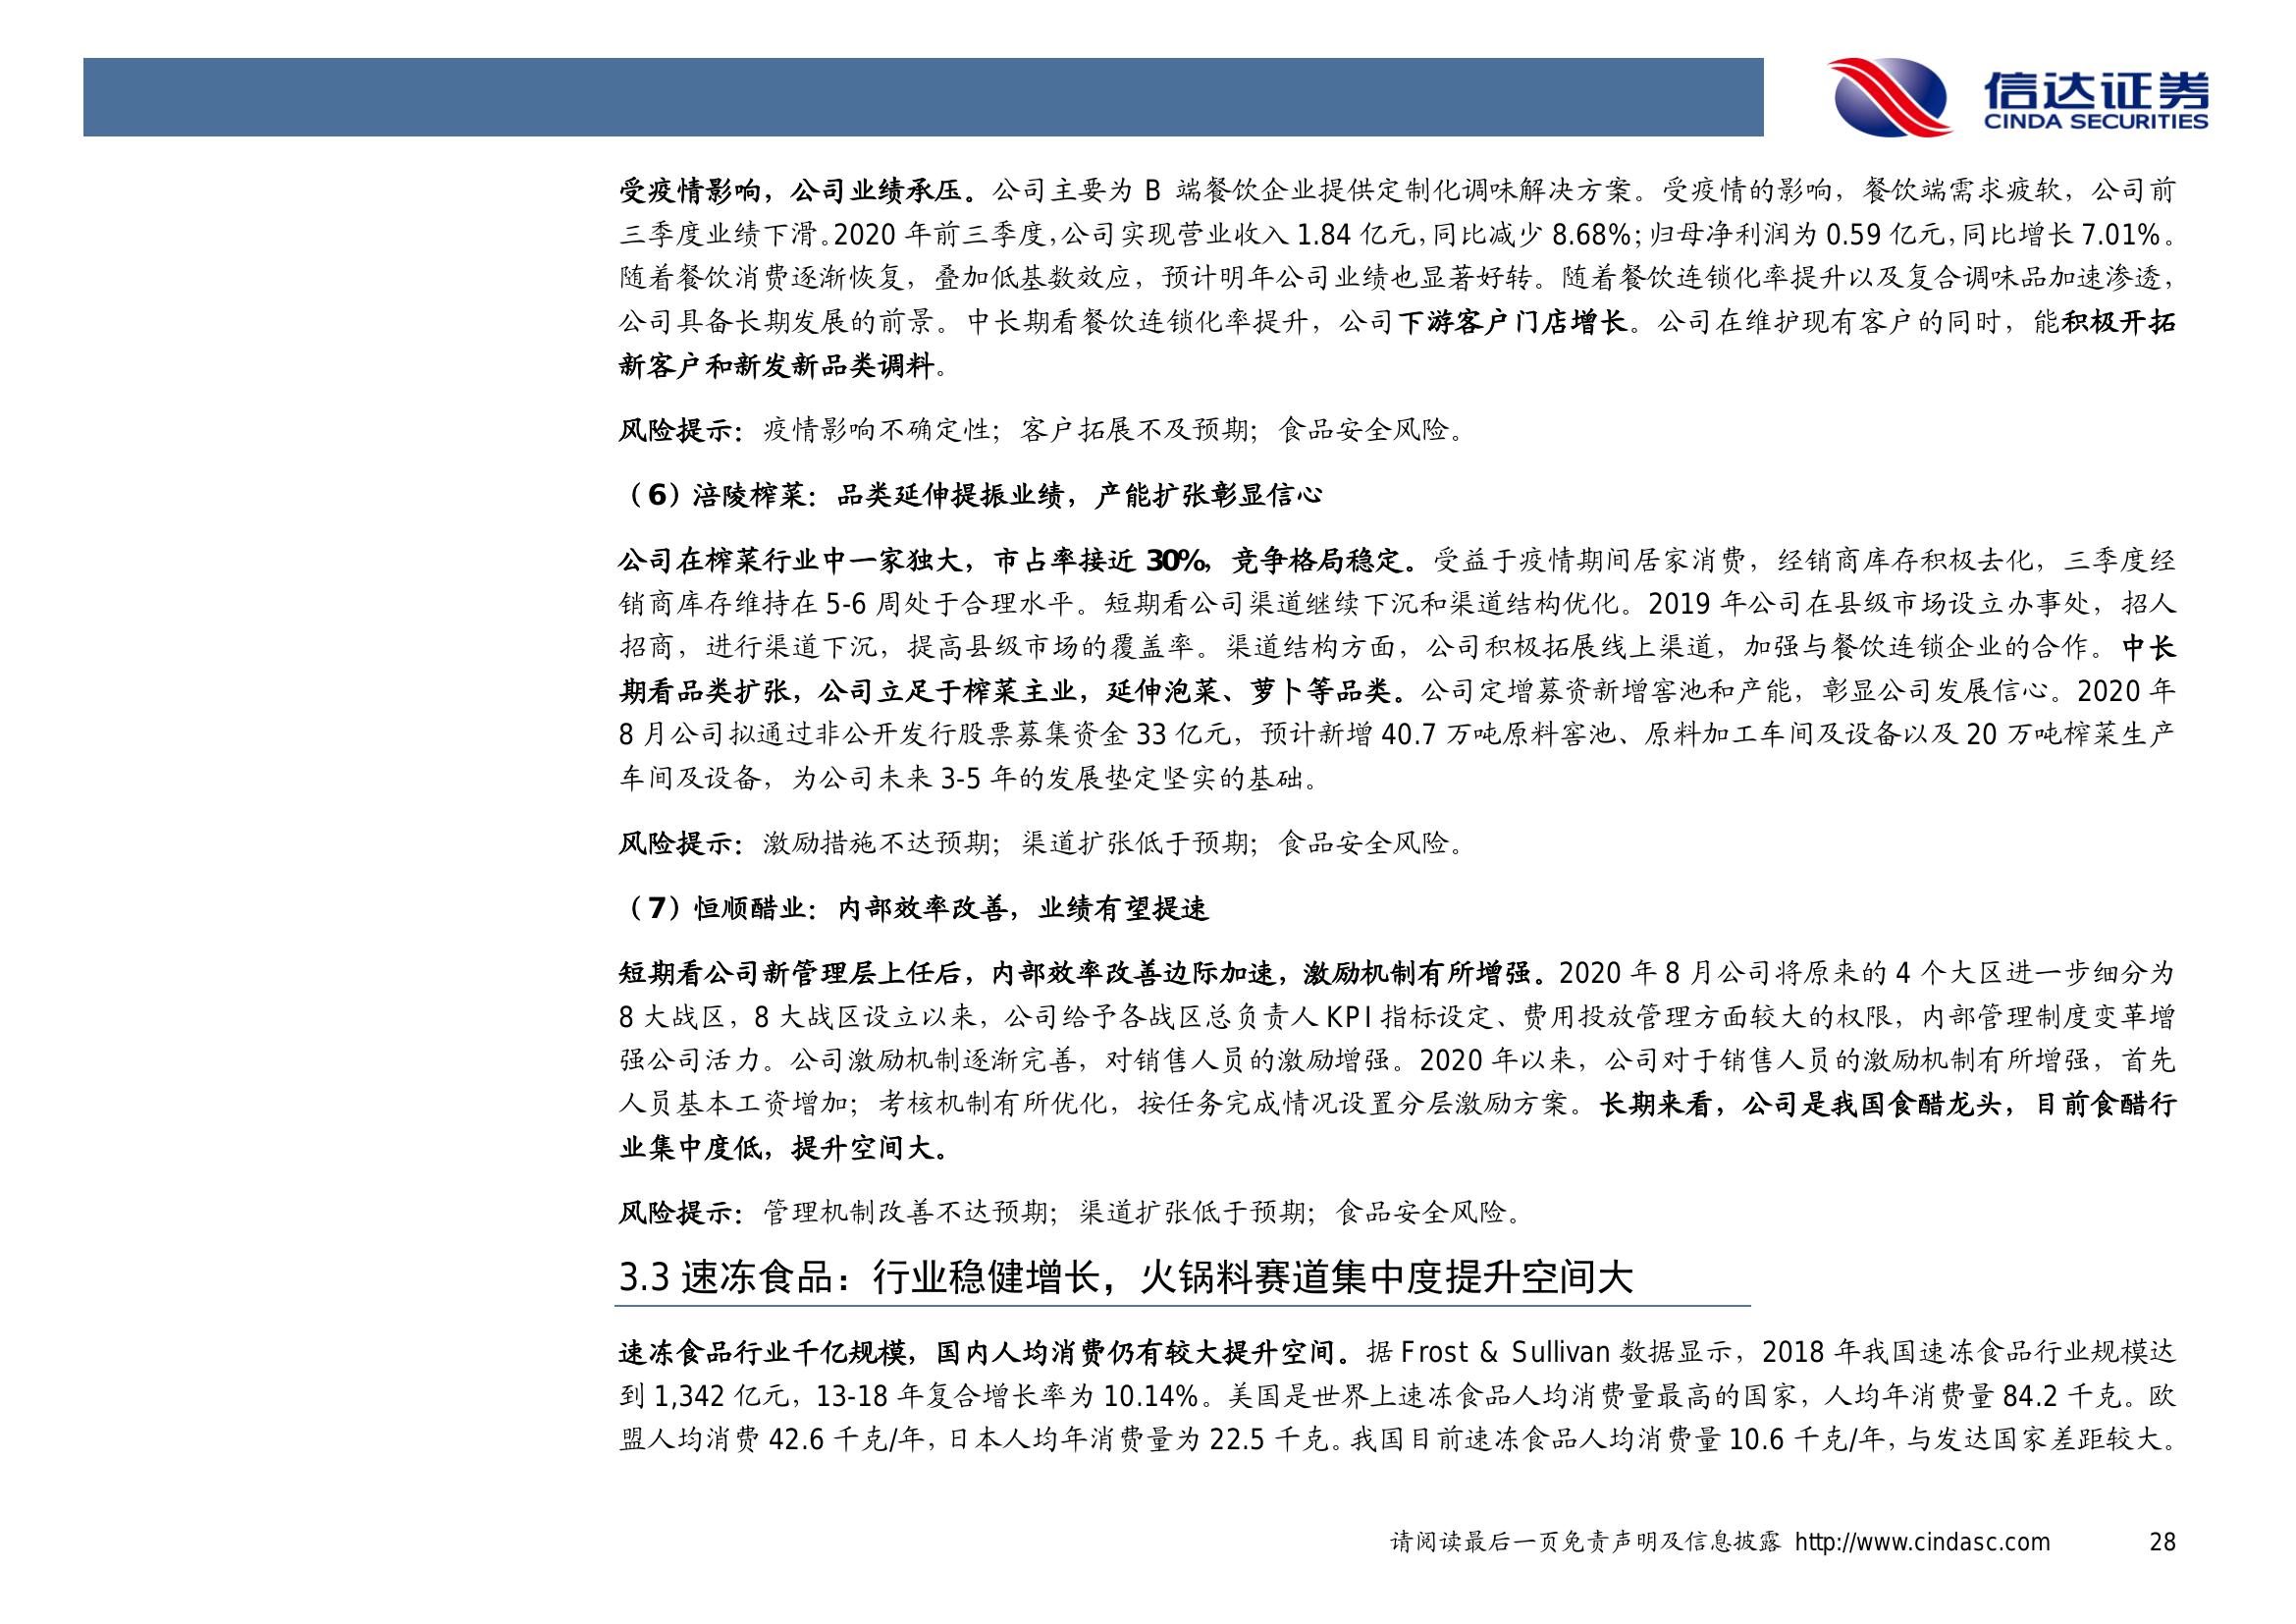 信达证券
CINDA SECURITIES
受疫情影响，公司业绩承压。公司主要为 B 端餐饮企业提供定制化调味解决方案。受疫情的影响，餐饮端需求疲软，公司前
三季度业绩下滑。2020 年前三季度，公司实现营业收入 1.84 亿元，同比减少 8.68%；归母净利润为 0.59 亿元，同比增长 7.01%。
随着餐饮消费逐渐恢复，叠加低基数效应，预计明年公司业绩也显著好转。随着餐饮连锁化率提升以及复合调味品加速渗透，
公司具备长期发展的前景。中长期看餐饮连锁化率提升，公司下游客户门店增长。公司在维护现有客户的同时，能积极开拓
新客户和新发新品类调料。
风险提示：疫情影响不确定性；客户拓展不及预期；食品安全风险。
（6）涪陵榨菜：品类延伸提振业绩，产能扩张彰显信心
公司在榨菜行业中一家独大，市占率接近 30%，竞争格局稳定。受益于疫情期间居家消费，经销商库存积极去化，三季度经
销商库存维持在 5-6 周处于合理水平。短期看公司渠道继续下沉和渠道结构优化。2019 年公司在县级市场设立办事处，招人
招商，进行渠道下沉，提高县级市场的覆盖率。渠道结构方面，公司积极拓展线上渠道，加强与餐饮连锁企业的合作。中长
期看品类扩张，公司立足于榨菜主业，延伸泡菜、萝卜等品类。公司定增募资新增窖池和产能，彰显公司发展信心。2020 年
8 月公司拟通过非公开发行股票募集资金 33 亿元，预计新增 40.7 万吨原料窖池、原料加工车间及设备以及 20 万吨榨菜生产
车间及设备，为公司未来 3-5 年的发展垫定坚实的基础。
风险提示：激励措施不达预期；渠道扩张低于预期；食品安全风险。
（7）恒顺醋业：内部效率改善，业绩有望提速
短期看公司新管理层上任后，内部效率改善边际加速，激励机制有所增强。2020 年 8 月公司将原来的 4 个大区进一步细分为
8 大战区，8 大战区设立以来，公司给予各战区总负责人 KPI 指标设定、费用投放管理方面较大的权限，内部管理制度变革增
强公司活力。公司激励机制逐渐完善，对销售人员的激励增强。2020 年以来，公司对于销售人员的激励机制有所增强，首先
人员基本工资增加；考核机制有所优化，按任务完成情况设置分层激励方案。长期来看，公司是我国食醋龙头，目前食醋行
业集中度低，提升空间大。
风险提示：管理机制改善不达预期；渠道扩张低于预期；食品安全风险。
3.3 速冻食品：行业稳健增长，火锅料赛道集中度提升空间大
速冻食品行业千亿规模，国内人均消费仍有较大提升空间。据 Frost & Sullivan 数据显示，2018 年我国速冻食品行业规模达
到 1,342 亿元，13-18 年复合增长率为 10.14%。美国是世界上速冻食品人均消费量最高的国家，人均年消费量 84.2 千克。欧
盟人均消费 42.6 千克/年，日本人均年消费量为 22.5 千克。我国目前速冻食品人均消费量 10.6 千克/年，与发达国家差距较大。
请阅读最后一页免责声明及信息披露 http://www.cindasc.com 28